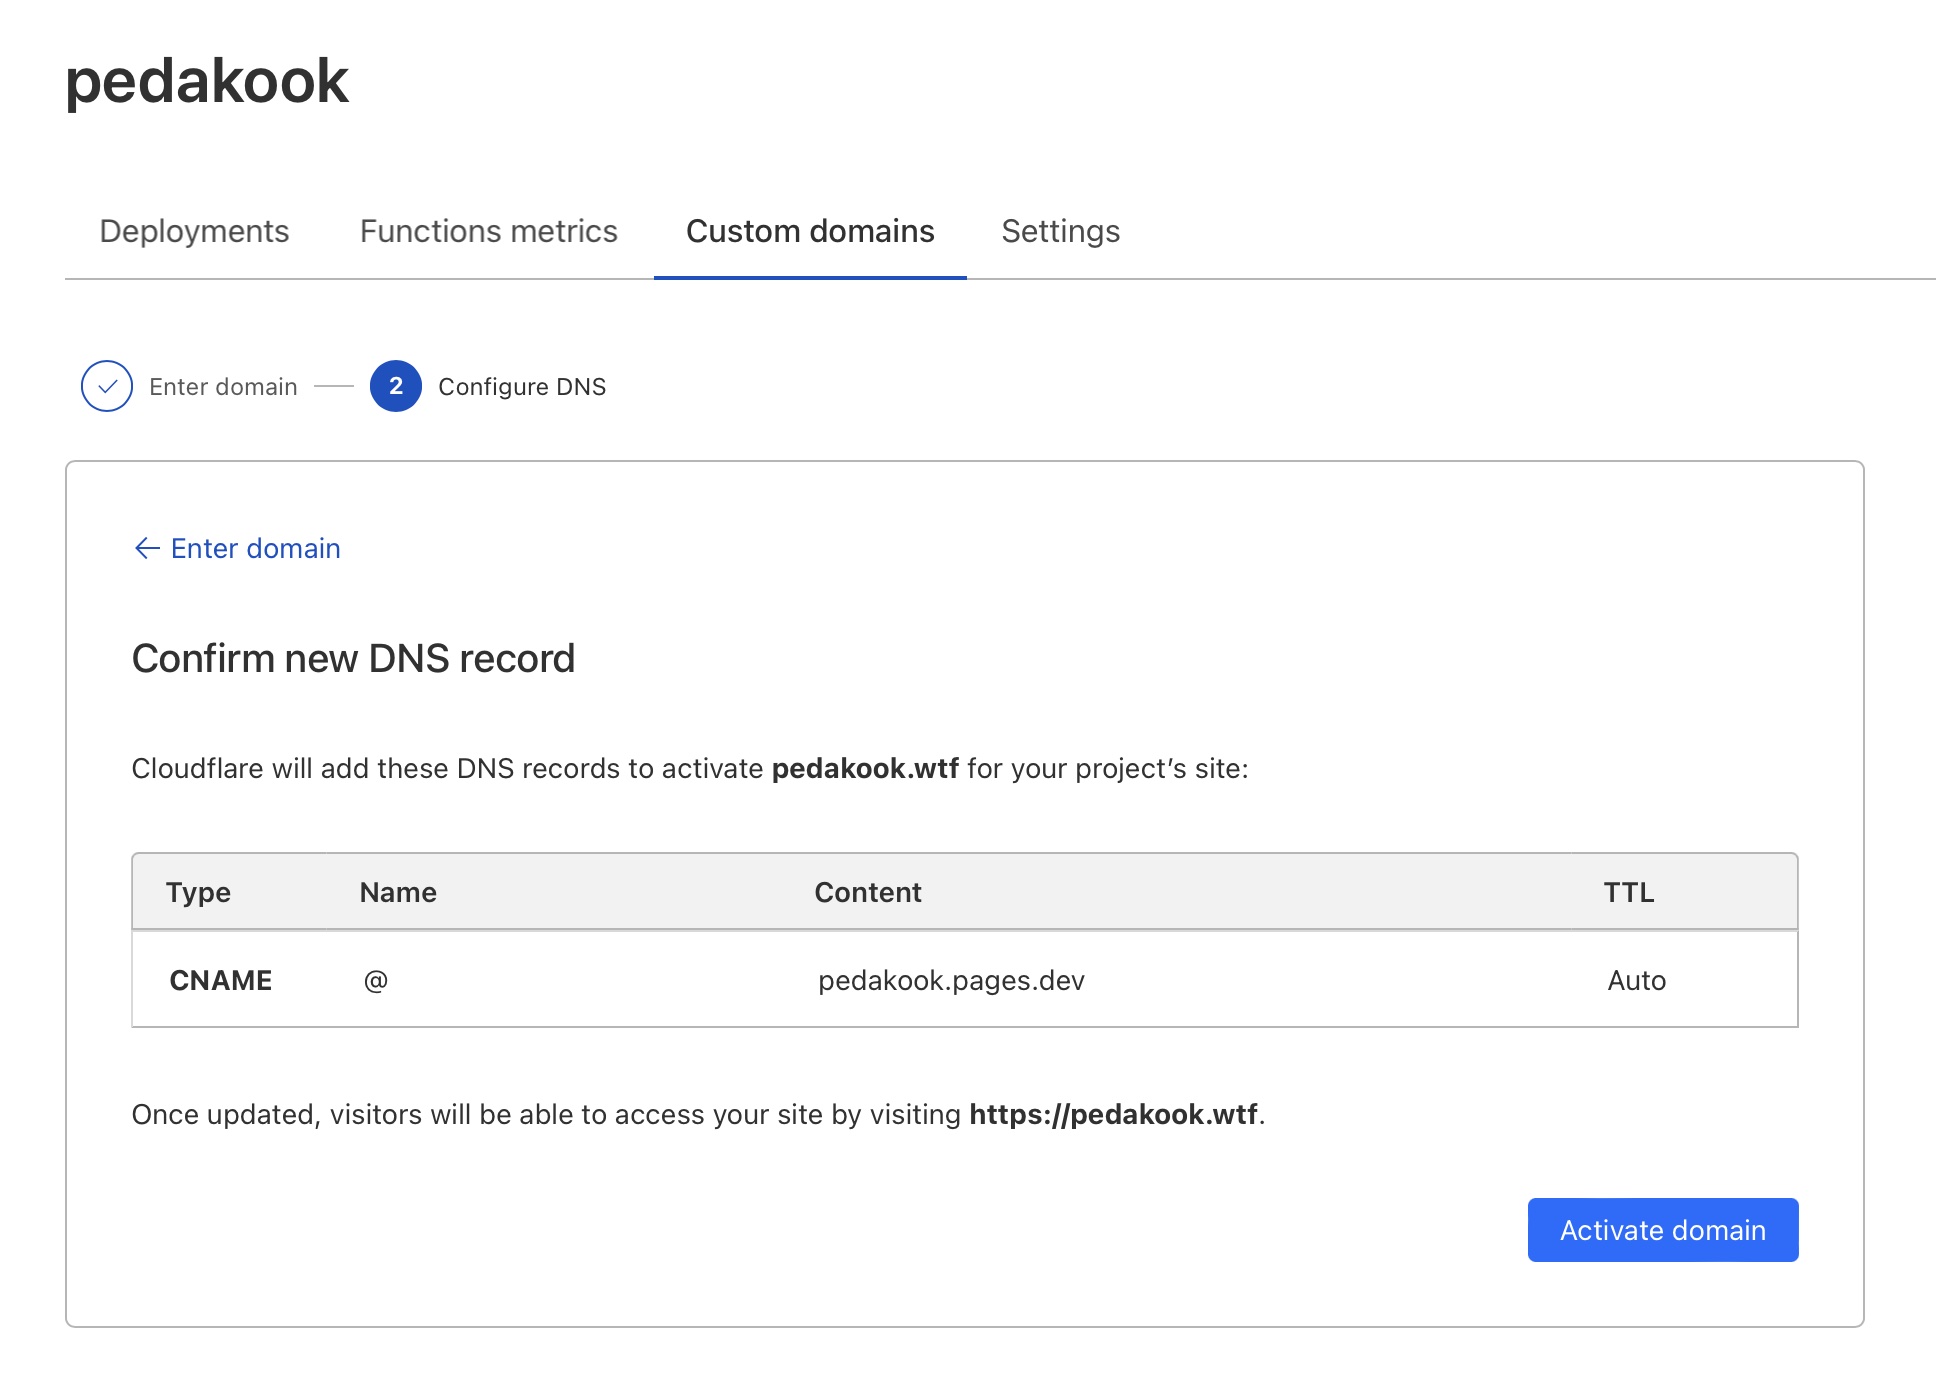 pedakook
Deployments Functions metrics Custom domains Settings
Enter domain 2 Configure DNS
← Enter domain
Confirm new DNS record
Cloudflare will add these DNS records to activate pedakook.wtf for your project’s site:
Type Name Content TTL
CNAME @ pedakook.pages.dev Auto
Once updated, visitors will be able to access your site by visiting https://pedakook.wtf.
Activate domain